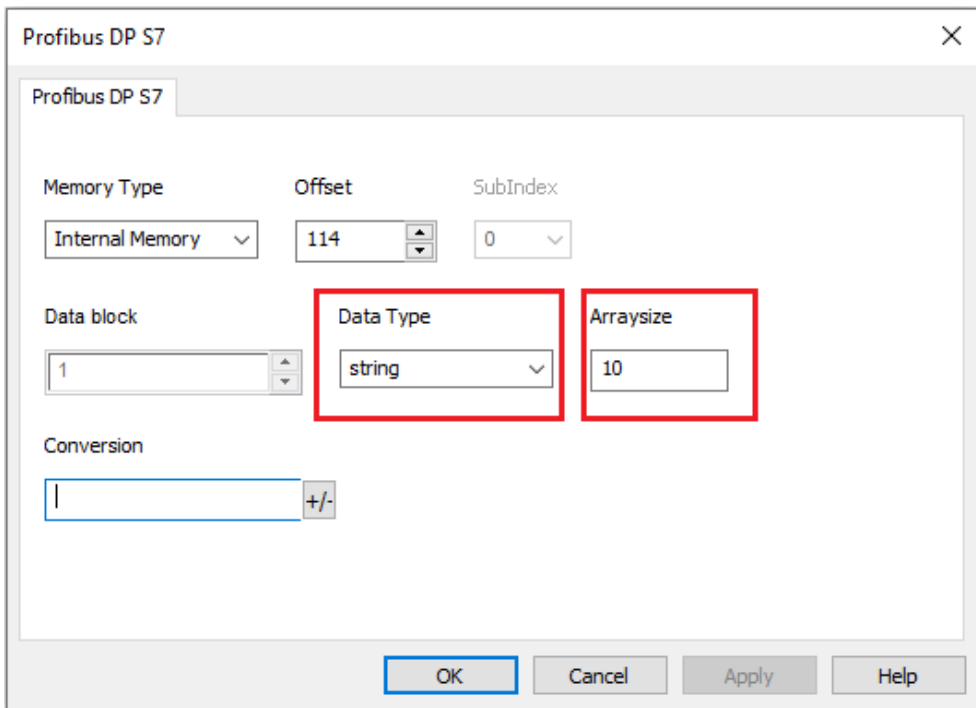 Profibus DP S7
Profibus DP S7
Memory Type Offset SubIndex
Internal Memory 114 0
Data block Data Type Arraysize
1 string 10
Conversion
+/-
OK Cancel Apply Help